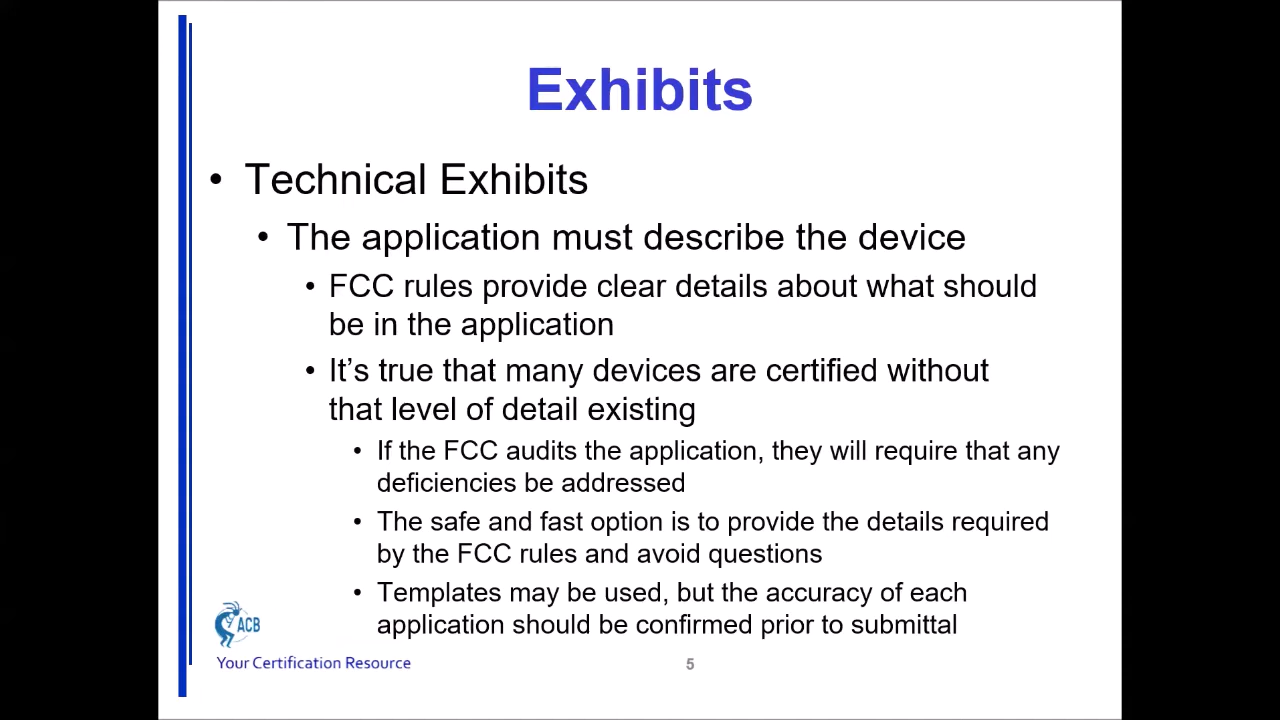 Exhibits
• Technical Exhibits
• The application must describe the device
• FCC rules provide clear details about what should
be in the application
• It’s true that many devices are certified without
that level of detail existing
• If the FCC audits the application, they will require that any
deficiencies be addressed
• The safe and fast option is to provide the details required
by the FCC rules and avoid questions
• Templates may be used, but the accuracy of each
application should be confirmed prior to submittal
ACB
Your Certification Resource
5